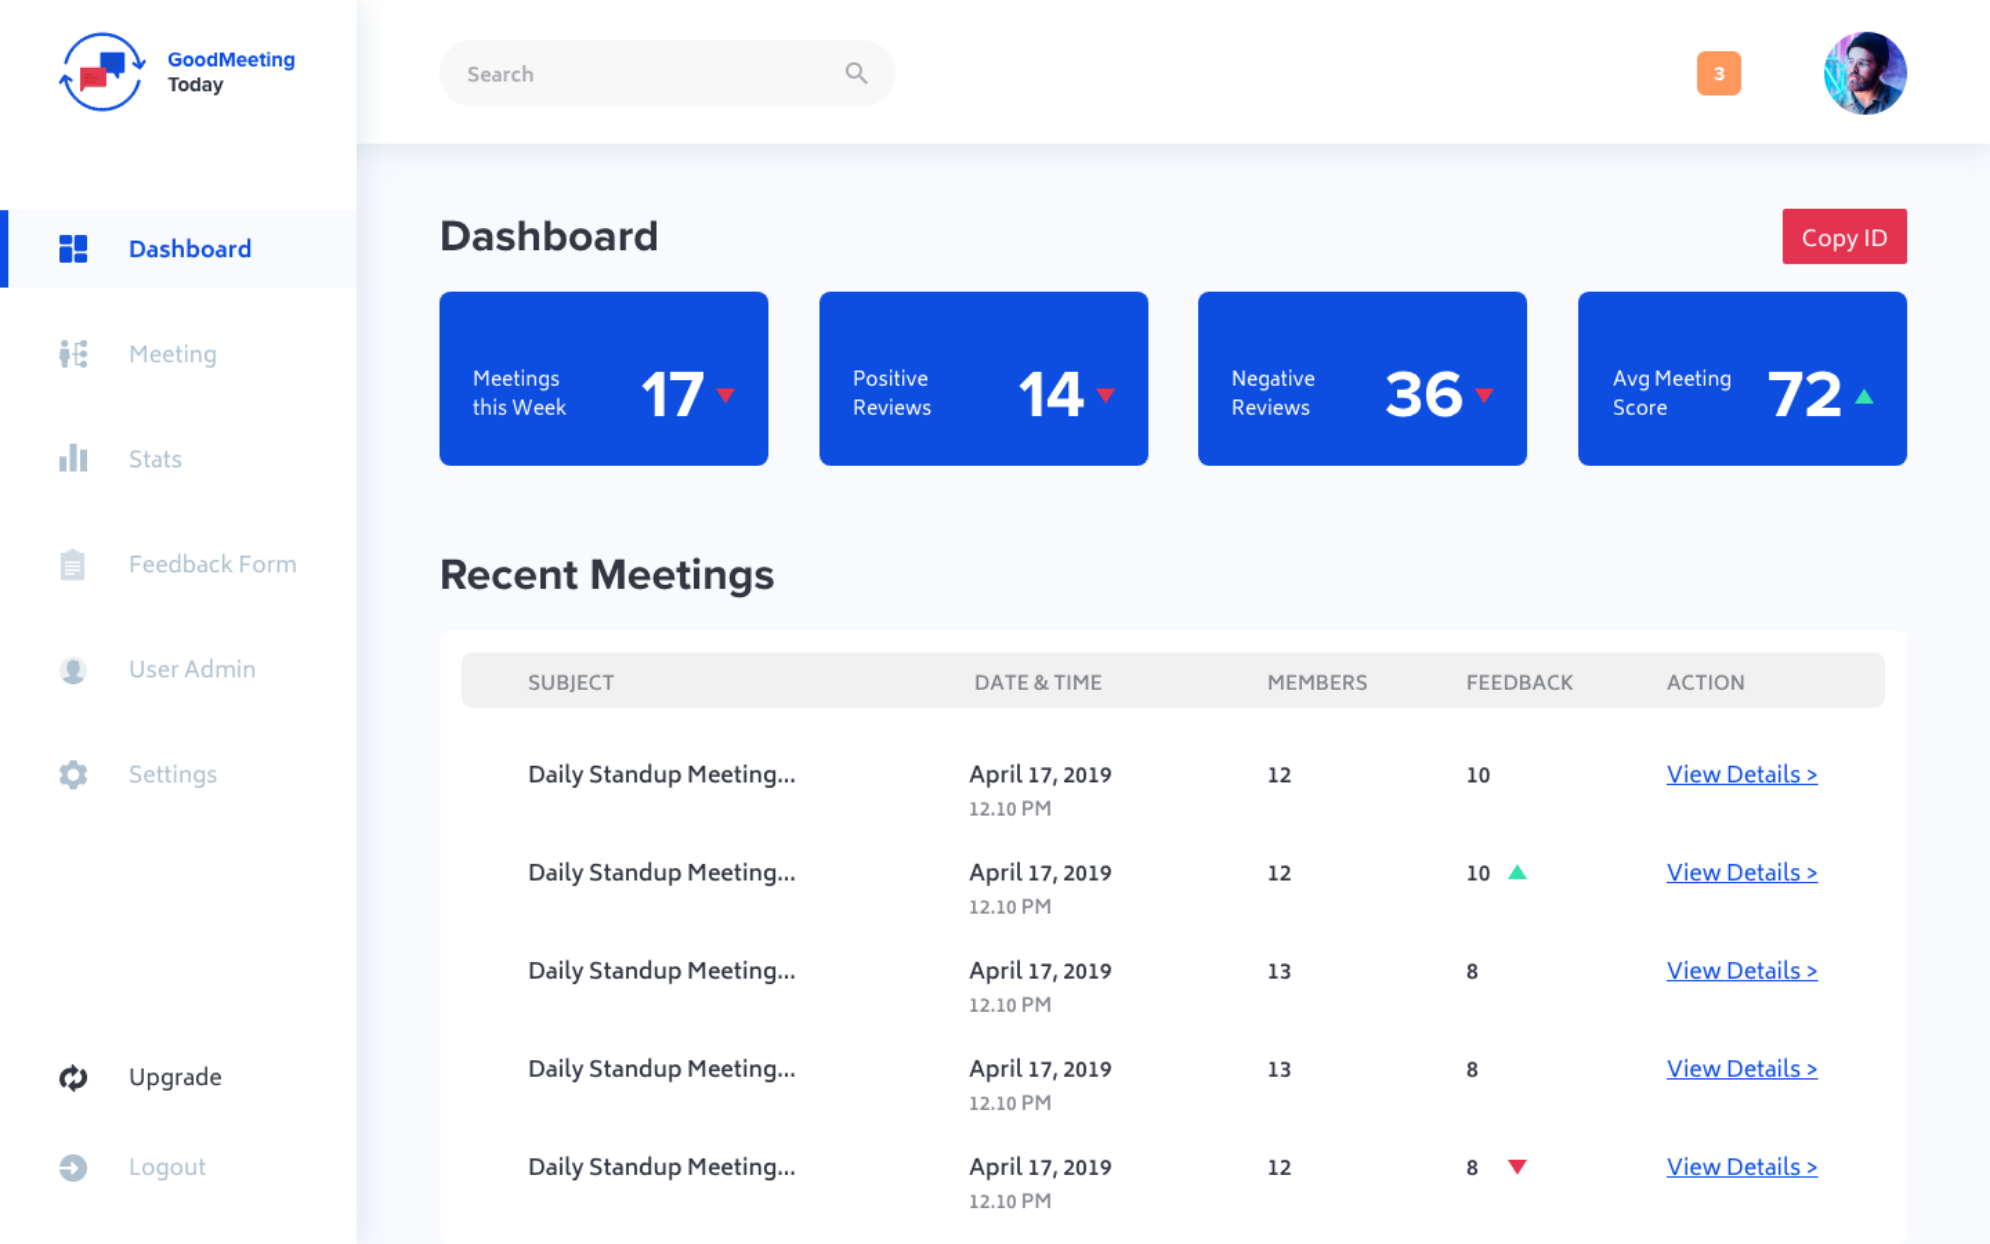 GoodMeeting
Today
Search
3
Dashboard
Meeting
Stats
Feedback Form
User Admin
Settings
Upgrade
Logout
Dashboard
Copy ID
Meetings
this Week
17
Positive
Reviews
14
Negative
Reviews
36
Avg Meeting
Score
72
Recent Meetings
SUBJECT DATE & TIME MEMBERS FEEDBACK ACTION
Daily Standup Meeting... April 17, 2019 12 10 View Details >
12.10 PM
Daily Standup Meeting... April 17, 2019 12 10 View Details >
12.10 PM
Daily Standup Meeting... April 17, 2019 13 8 View Details >
12.10 PM
Daily Standup Meeting... April 17, 2019 13 8 View Details >
12.10 PM
Daily Standup Meeting... April 17, 2019 12 8 View Details >
12.10 PM